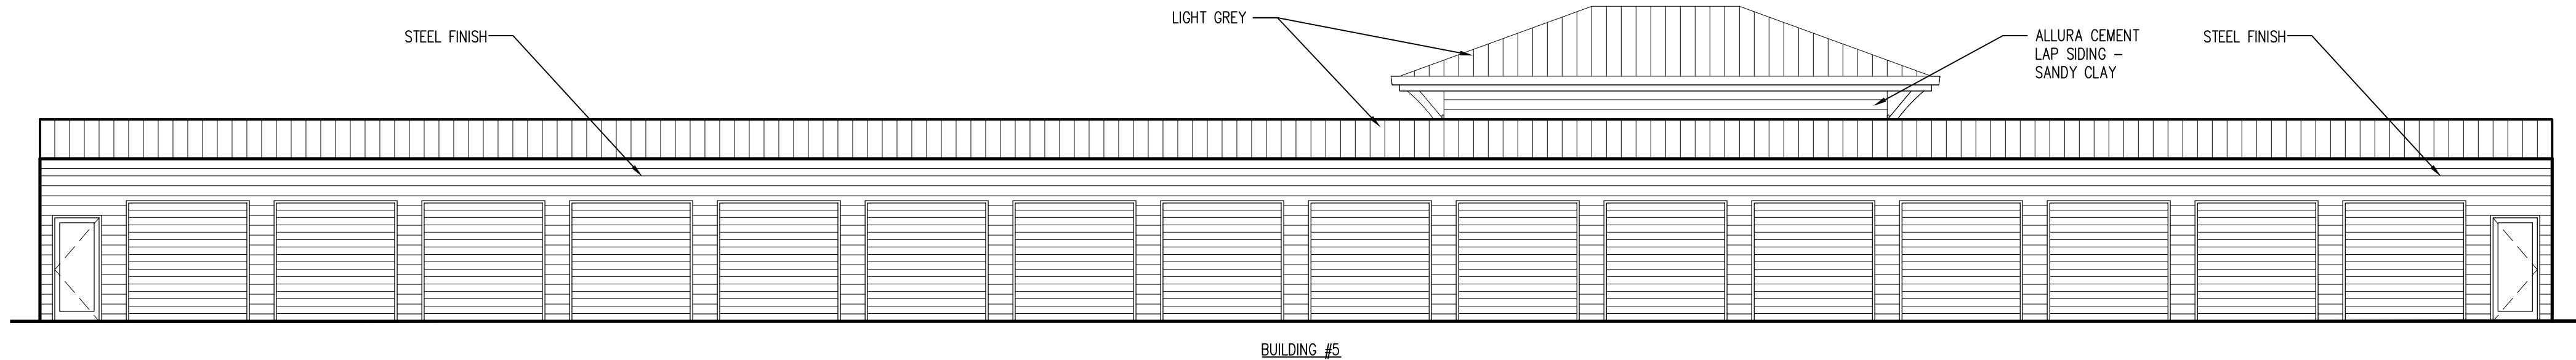 LIGHT GREY
STEEL FINISH
ALLURA CEMENT
LAP SIDING -
SANDY CLAY
STEEL FINISH
BUILDING #5